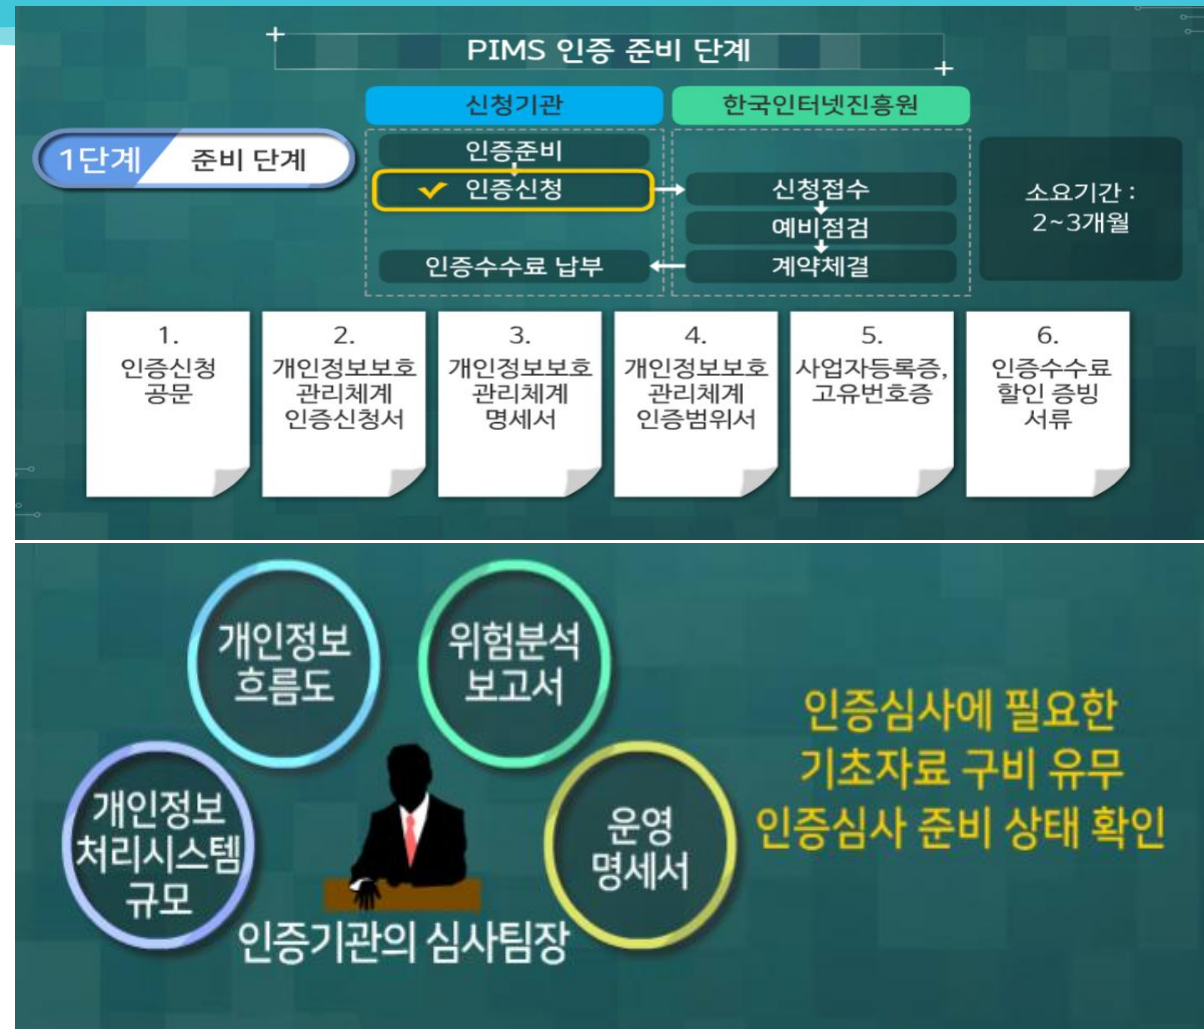 PIMS 인증 준비 단계
신청기관
한국인터넷진흥원
1단계
준비 단계
인증준비
인증신청
신청접수
예비점검
인증수수료 납부
계약체결
소요기간 :
2~3개월
1.
인증신청
공문
2.
개인정보보호
관리체계
인증신청서
3.
개인정보보호
관리체계
명세서
4.
개인정보보호
관리체계
인증범위서
5.
사업자등록증,
고유번호증
6.
인증수수료
할인 증빙
서류
개인정보
흐름도
위험분석
보고서
개인정보
처리시스템
규모
운영
명세서
인증기관의 심사팀장
인증심사에 필요한
기초자료 구비 유무
인증심사 준비 상태 확인